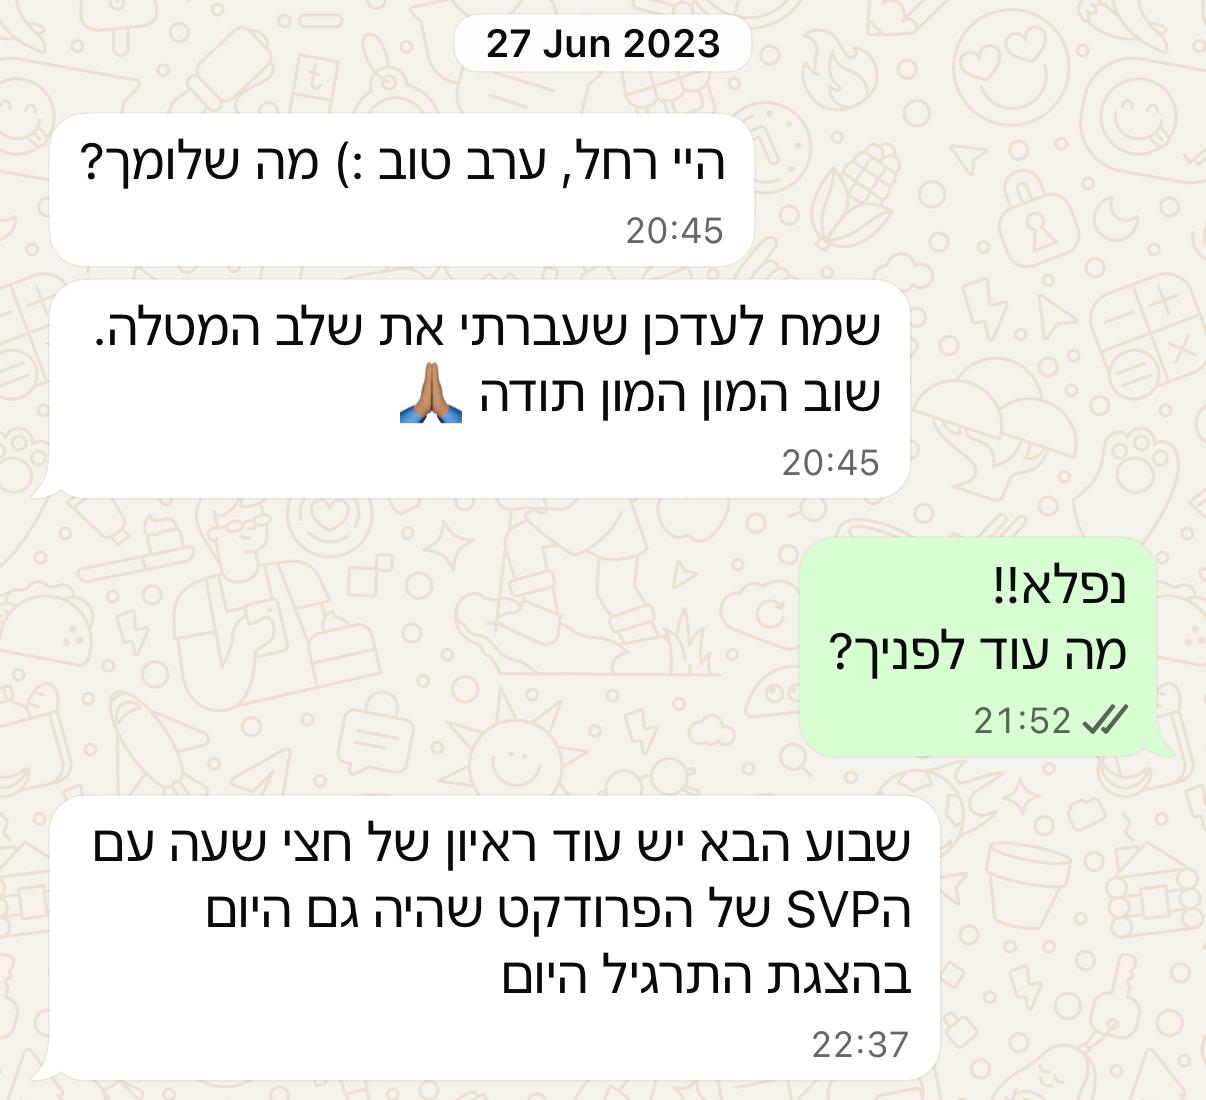 27 Jun 2023
היי רחל, ערב טוב :) מה שלומך?
20:45
שמח לעדכן שעברתי את שלב המטלה.
שוב המון המון תודה 🙏🏽
20:45
נפלא!!
מה עוד לפניך?
21:52
שבוע הבא יש עוד ראיון של חצי שעה עם
הSVP של הפרודקט שהיה גם היום
בהצגת התרגיל היום
22:37